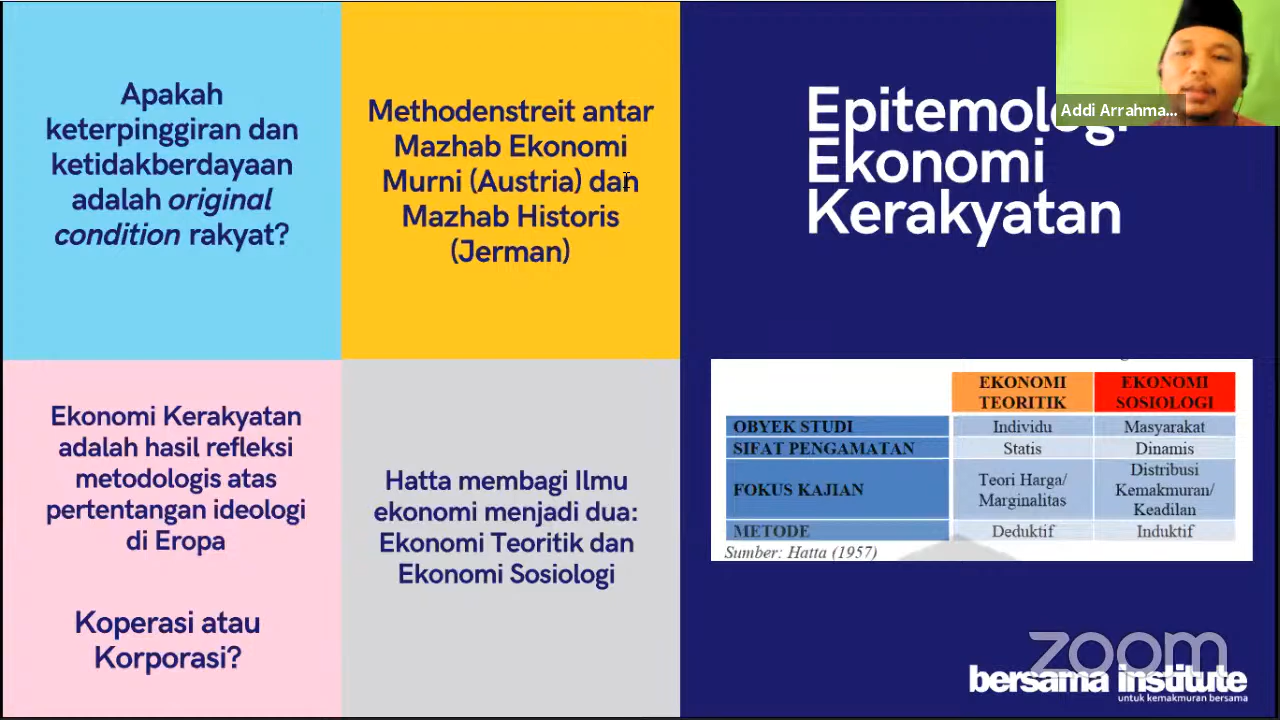 Apakah
keterpinggiran dan
ketidakberdayaan
adalah original
condition rakyat?
Methodenstreit antar
Mazhab Ekonomi
Murni (Austria) dan
Mazhab Historis
(Jerman)
Epitemologi
Ekonomi
Kerakyatan
Addi Arrahma...
Ekonomi Kerakyatan
adalah hasil refleksi
metodologis atas
pertentangan ideologi
di Eropa
Koperasi atau
Korporasi?
Hatta membagi Ilmu
ekonomi menjadi dua:
Ekonomi Teoritik dan
Ekonomi Sosiologi
EKONOMI TEORITIK
EKONOMI SOSIOLOGI
OBYEK STUDI Individu Masyarakat
SIFAT PENGAMATAN Statis Dinamis
FOKUS KAJIAN Teori Harga/ Marginalitas Distribusi Kemakmuran/ Keadilan
METODE Deduktif Induktif
Sumber: Hatta (1957)
zoom
bersama institute
untuk kemakmuran bersama